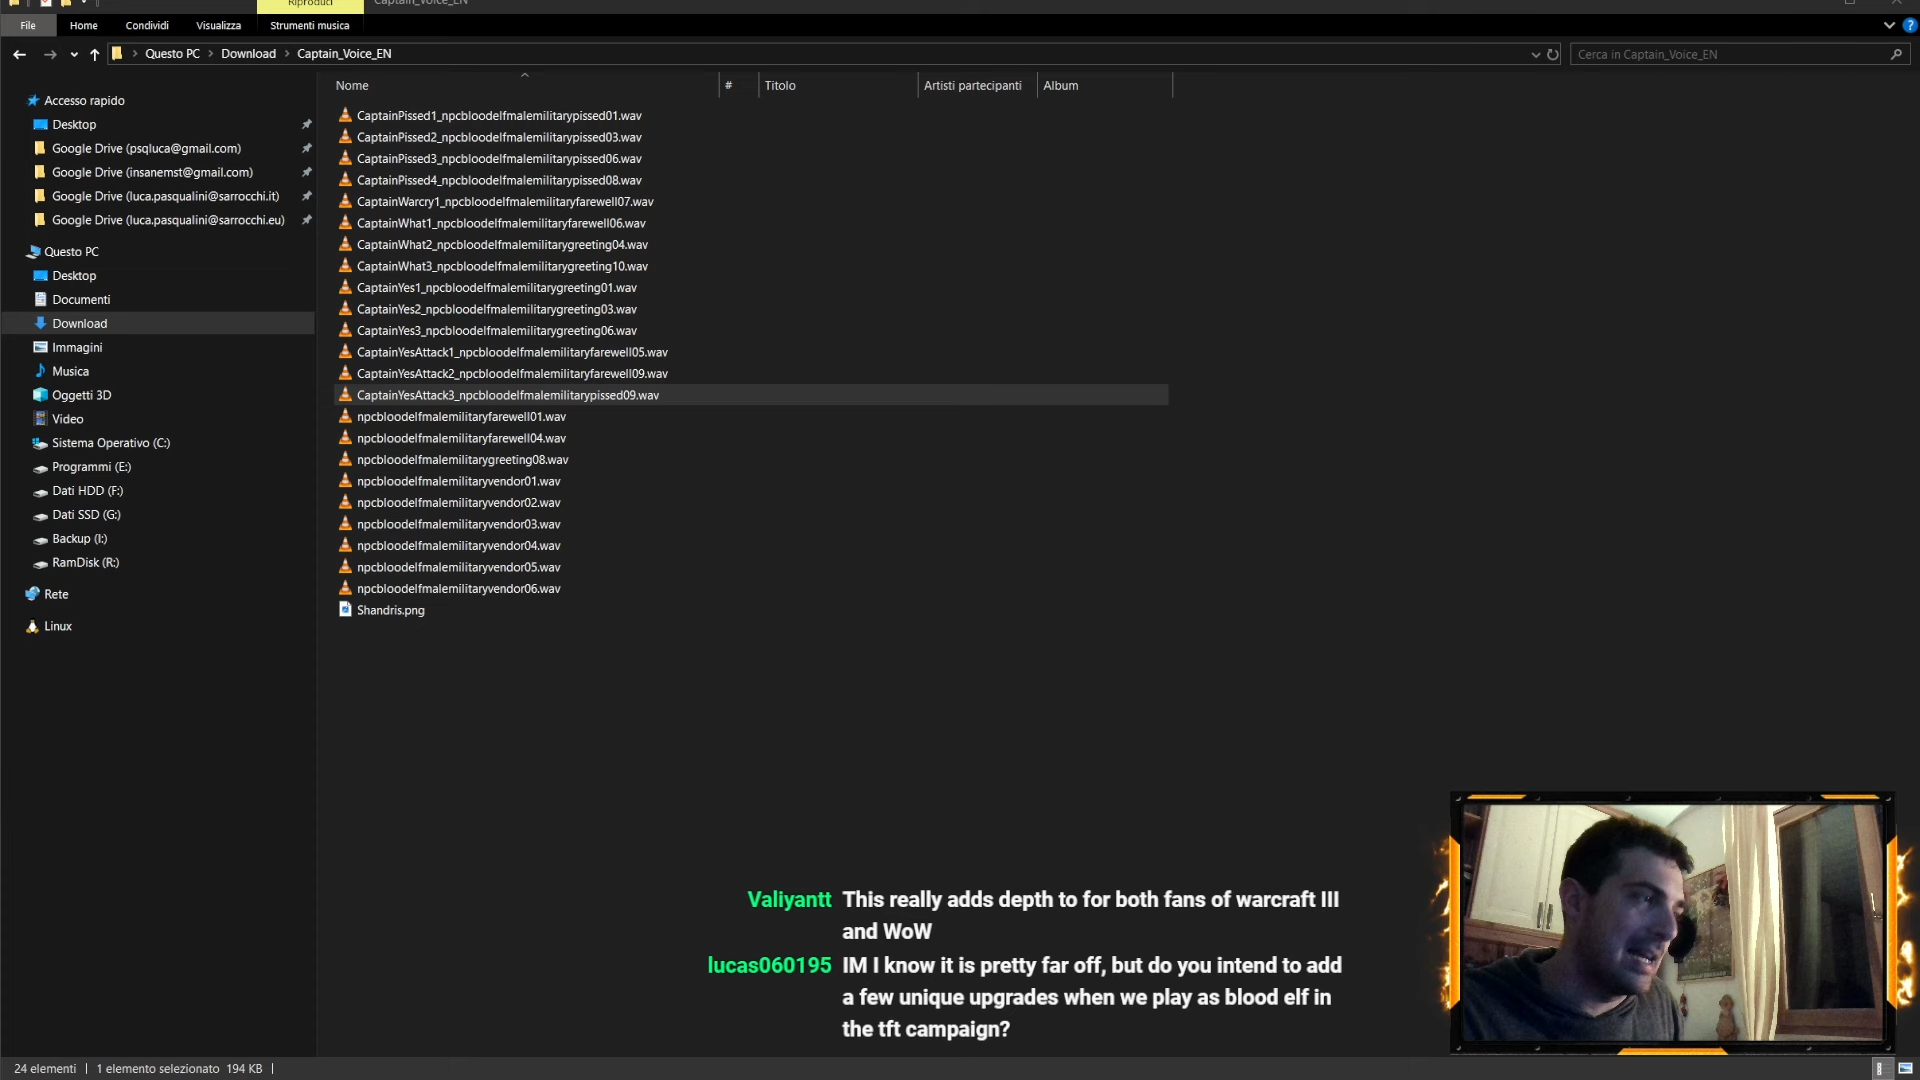 Riproduci
Captain_Voice_EN
File
Home
Condividi
Visualizza
Strumenti musica
Questo PC
Download
Captain_Voice_EN
Cerca in Captain_Voice_EN
Nome
#
Titolo
Artisti partecipanti
Album
Accesso rapido
Desktop
Google Drive (psqluca@gmail.com)
Google Drive (insanemst@gmail.com)
Google Drive (luca.pasqualini@sarrocchi.it)
Google Drive (luca.pasqualini@sarrocchi.eu)
Questo PC
Desktop
Documenti
Download
Immagini
Musica
Oggetti 3D
Video
Sistema Operativo (C:)
Programmi (E:)
Dati HDD (F:)
Dati SSD (G:)
Backup (I:)
RamDisk (R:)
Rete
Linux
CaptainPissed1_npcbloodelfmalemilitarypissed01.wav
CaptainPissed2_npcbloodelfmalemilitarypissed03.wav
CaptainPissed3_npcbloodelfmalemilitarypissed06.wav
CaptainPissed4_npcbloodelfmalemilitarypissed08.wav
CaptainWarcry1_npcbloodelfmalemilitaryfarewell07.wav
CaptainWhat1_npcbloodelfmalemilitaryfarewell06.wav
CaptainWhat2_npcbloodelfmalemilitarygreeting04.wav
CaptainWhat3_npcbloodelfmalemilitarygreeting10.wav
CaptainYes1_npcbloodelfmalemilitarygreeting01.wav
CaptainYes2_npcbloodelfmalemilitarygreeting03.wav
CaptainYes3_npcbloodelfmalemilitarygreeting06.wav
CaptainYesAttack1_npcbloodelfmalemilitaryfarewell05.wav
CaptainYesAttack2_npcbloodelfmalemilitaryfarewell09.wav
CaptainYesAttack3_npcbloodelfmalemilitarypissed09.wav
npcbloodelfmalemilitaryfarewell01.wav
npcbloodelfmalemilitaryfarewell04.wav
npcbloodelfmalemilitarygreeting08.wav
npcbloodelfmalemilitaryvendor01.wav
npcbloodelfmalemilitaryvendor02.wav
npcbloodelfmalemilitaryvendor03.wav
npcbloodelfmalemilitaryvendor04.wav
npcbloodelfmalemilitaryvendor05.wav
npcbloodelfmalemilitaryvendor06.wav
Shandris.png
Valiyantt This really adds depth to for both fans of warcraft III
and WoW
lucas060195 IM I know it is pretty far off, but do you intend to add
a few unique upgrades when we play as blood elf in
the tft campaign?
24 elementi
1 elemento selezionato 194 KB